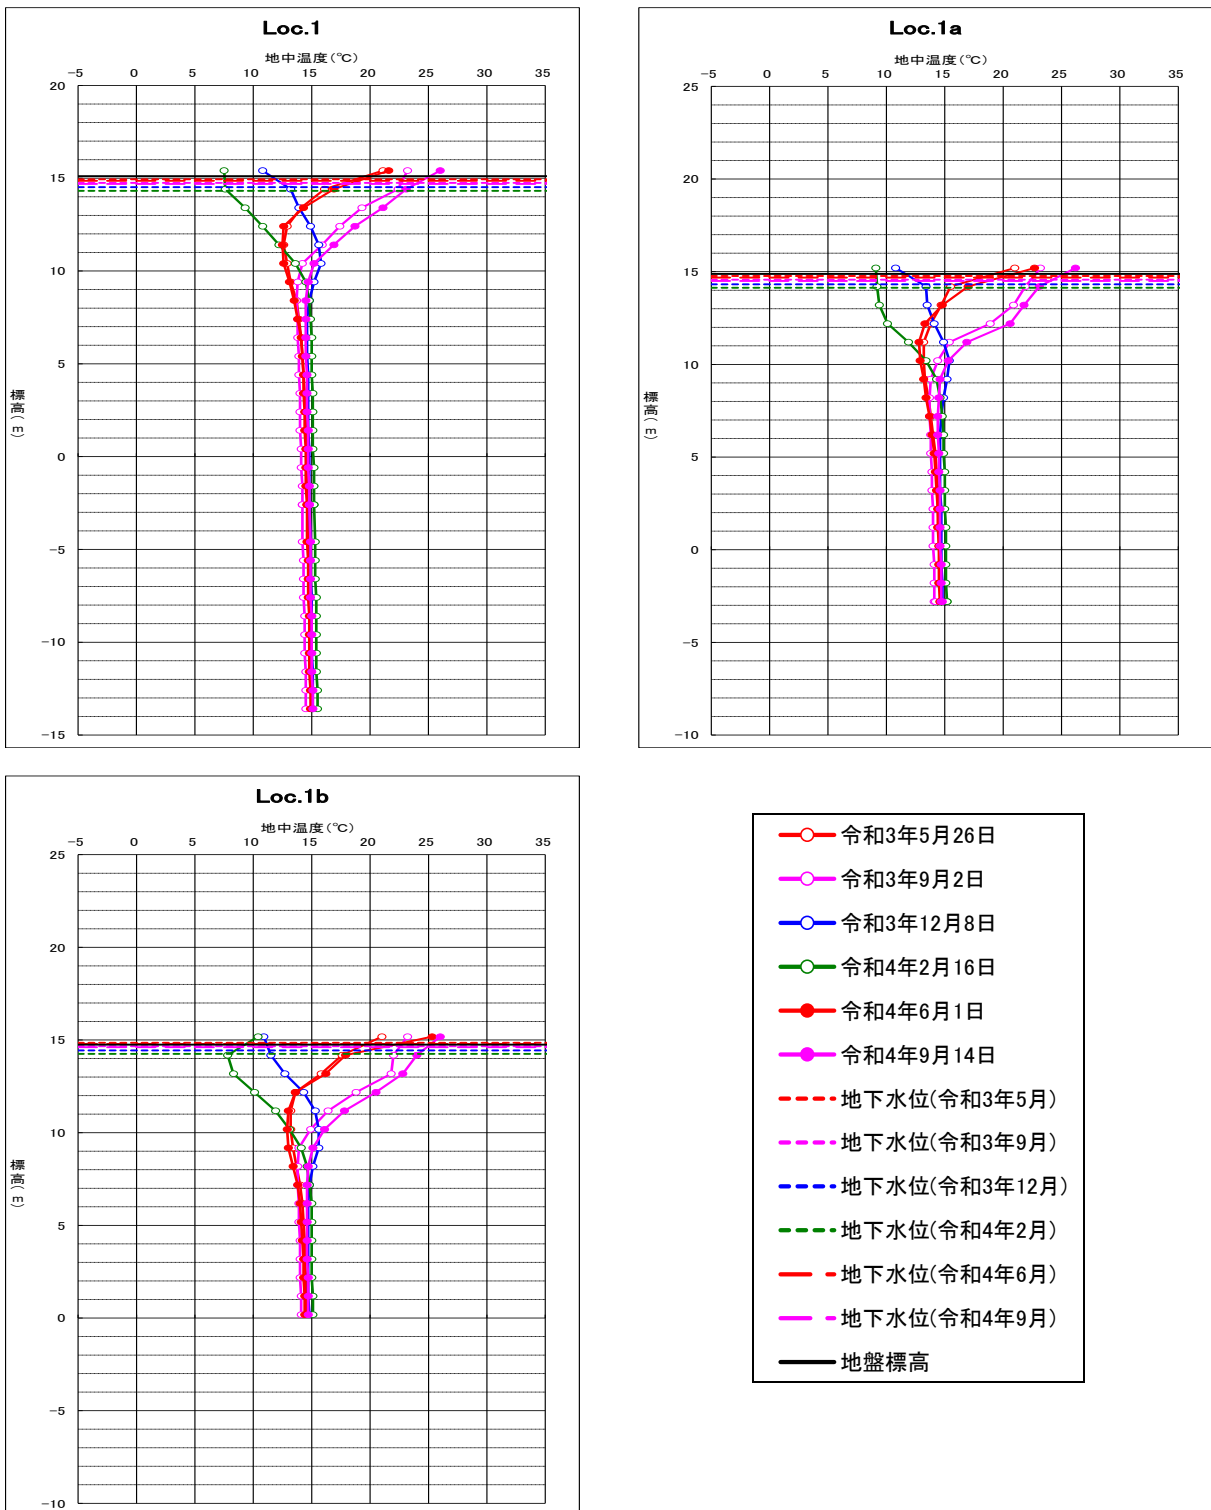 Loc.1
地中温度(℃)
-5 0 5 10 15 20 25 30 35
20
15
10
5
0
-5
-10
-15
標高(m)
Loc.1a
地中温度(℃)
-5 0 5 10 15 20 25 30 35
25
20
15
10
5
0
-5
-10
標高(m)
Loc.1b
地中温度(℃)
-5 0 5 10 15 20 25 30 35
25
20
15
10
5
0
-5
-10
標高(m)
令和3年5月26日
令和3年9月2日
令和3年12月8日
令和4年2月16日
令和4年6月1日
令和4年9月14日
地下水位(令和3年5月)
地下水位(令和3年9月)
地下水位(令和3年12月)
地下水位(令和4年2月)
地下水位(令和4年6月)
地下水位(令和4年9月)
地盤標高